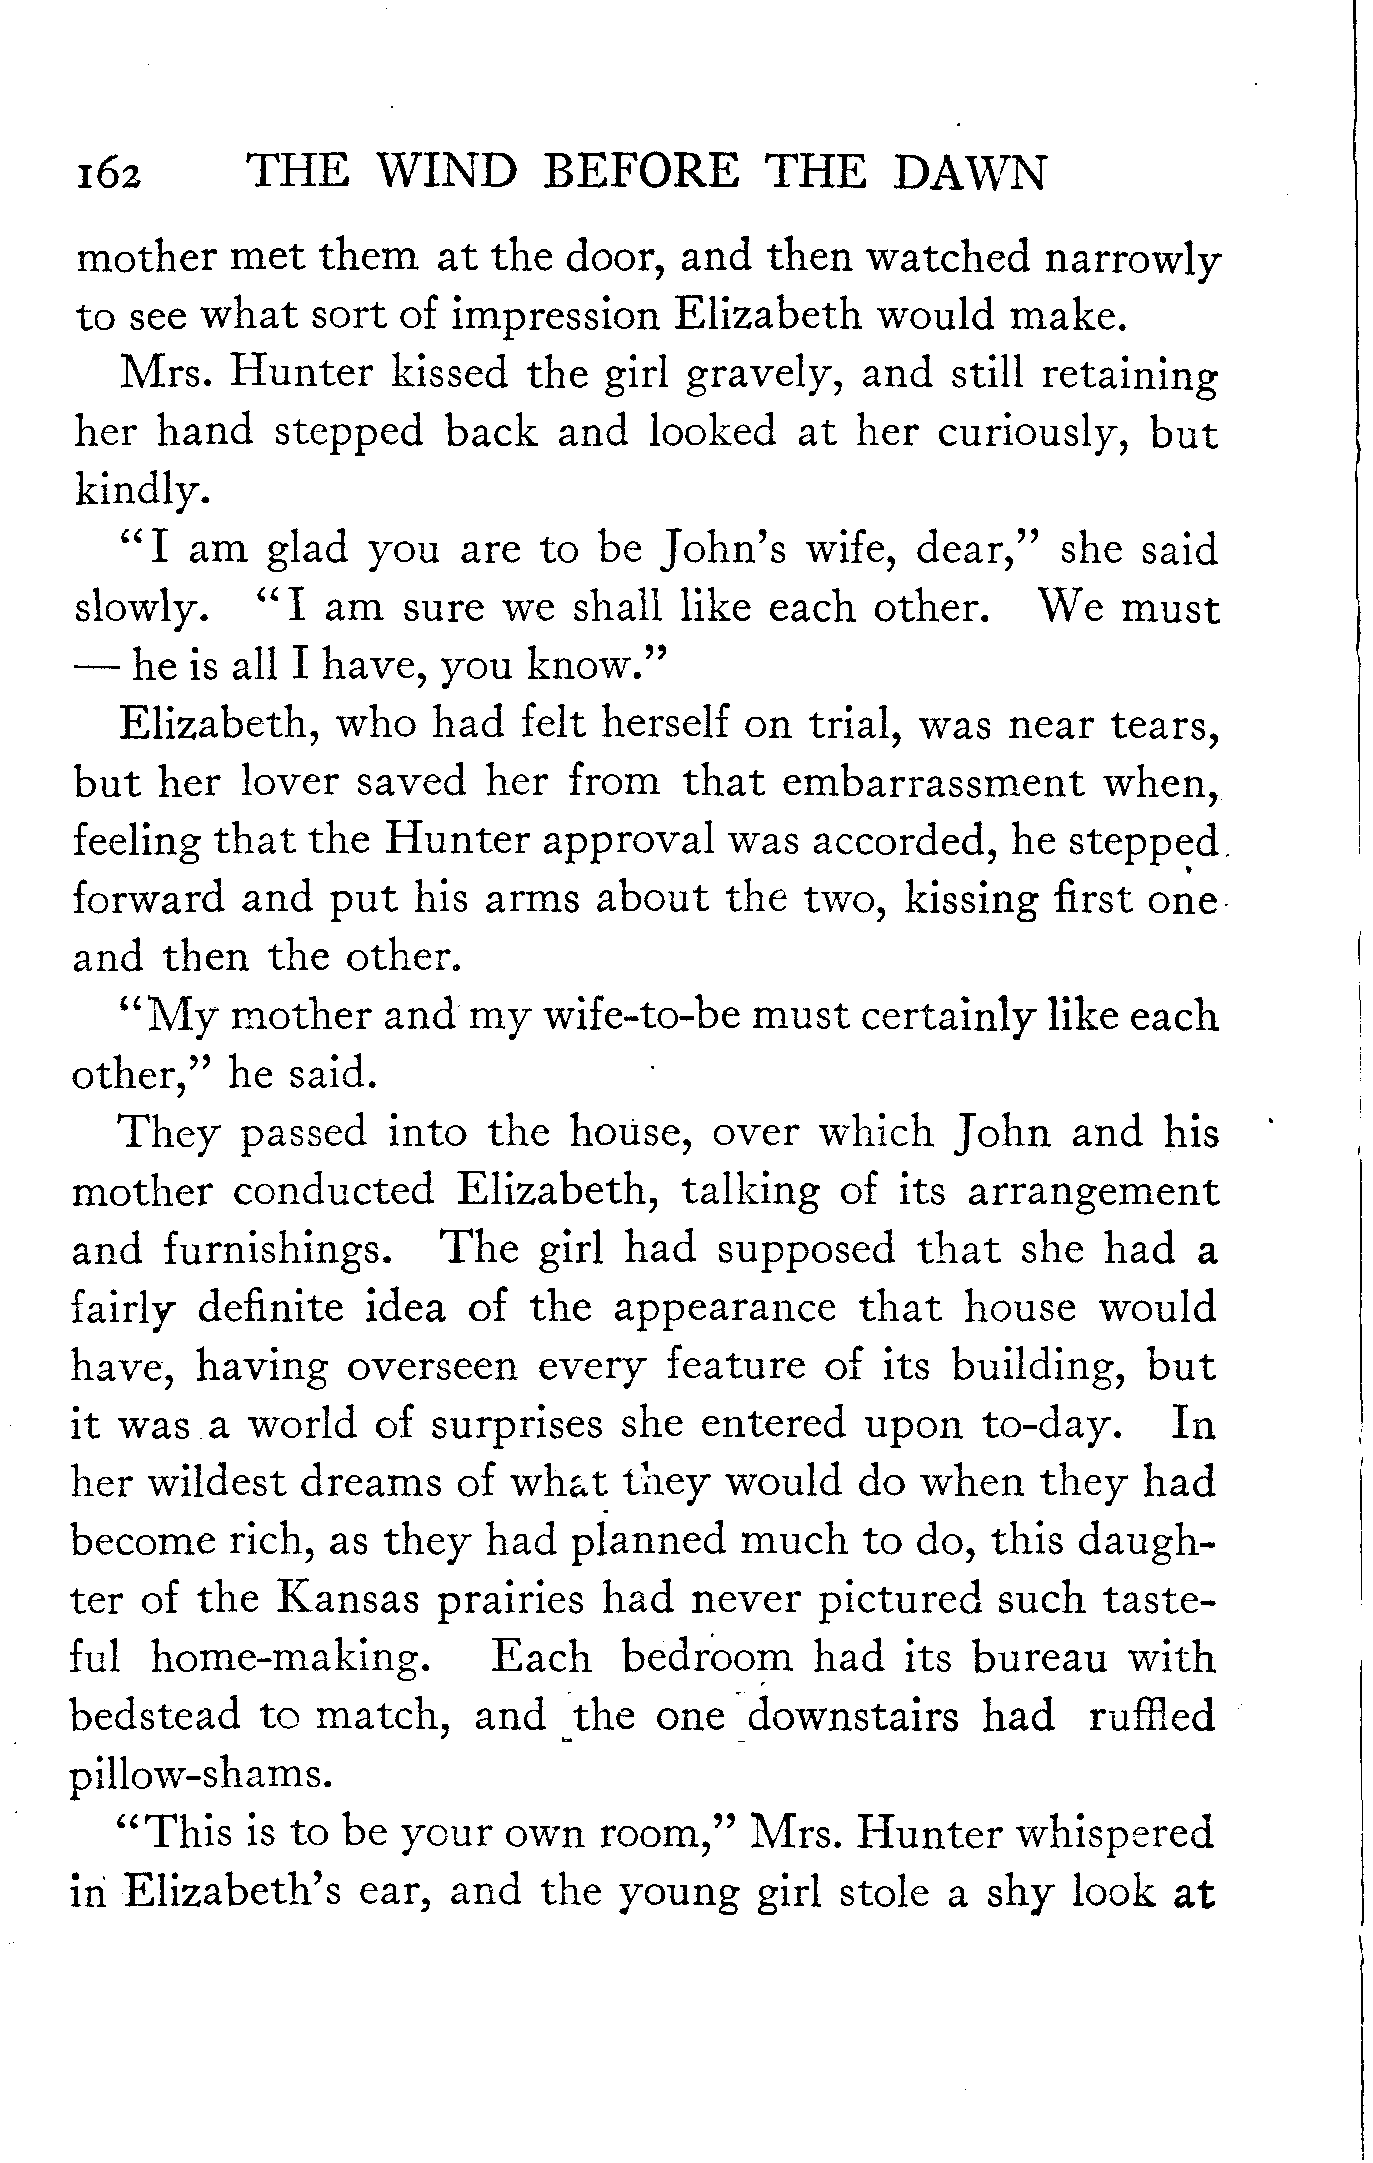 162 THE WIND BEFORE THE DAWN
mother met them at the door, and then watched narrowly
to see what sort of impression Elizabeth would make.
Mrs. Hunter kissed the girl gravely, and still retaining
her hand stepped back and looked at her curiously, but
kindly.
“I am glad you are to be John’s wife, dear,” she said
slowly. “I am sure we shall like each other. We must
— he is all I have, you know.”
Elizabeth, who had felt herself on trial, was near tears,
but her lover saved her from that embarrassment when,
feeling that the Hunter approval was accorded, he stepped
forward and put his arms about the two, kissing first one
and then the other.
“My mother and my wife-to-be must certainly like each
other,” he said.
They passed into the house, over which John and his
mother conducted Elizabeth, talking of its arrangement
and furnishings. The girl had supposed that she had a
fairly definite idea of the appearance that house would
have, having overseen every feature of its building, but
it was a world of surprises she entered upon to-day. In
her wildest dreams of what they would do when they had
become rich, as they had planned much to do, this daugh-
ter of the Kansas prairies had never pictured such taste-
ful home-making. Each bedroom had its bureau with
bedstead to match, and the one downstairs had ruffled
pillow-shams.
“This is to be your own room,” Mrs. Hunter whispered
in Elizabeth’s ear, and the young girl stole a shy look at